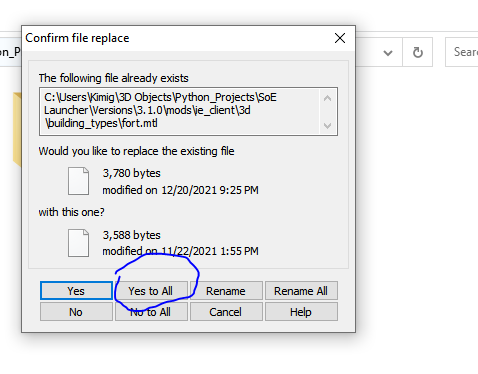 on_P
Sear
Confirm file replace
The following file already exists
C:\Users\Kimig\3D Objects\Python_Projects\SoE
Launcher\Versions\3.1.0\mods\ie_client\3d
\building_types\fort.mtl
Would you like to replace the existing file
3,780 bytes
modified on 12/20/2021 9:25 PM
with this one?
3,588 bytes
modified on 11/22/2021 1:55 PM
Yes Yes to All Rename Rename All
No No to All Cancel Help